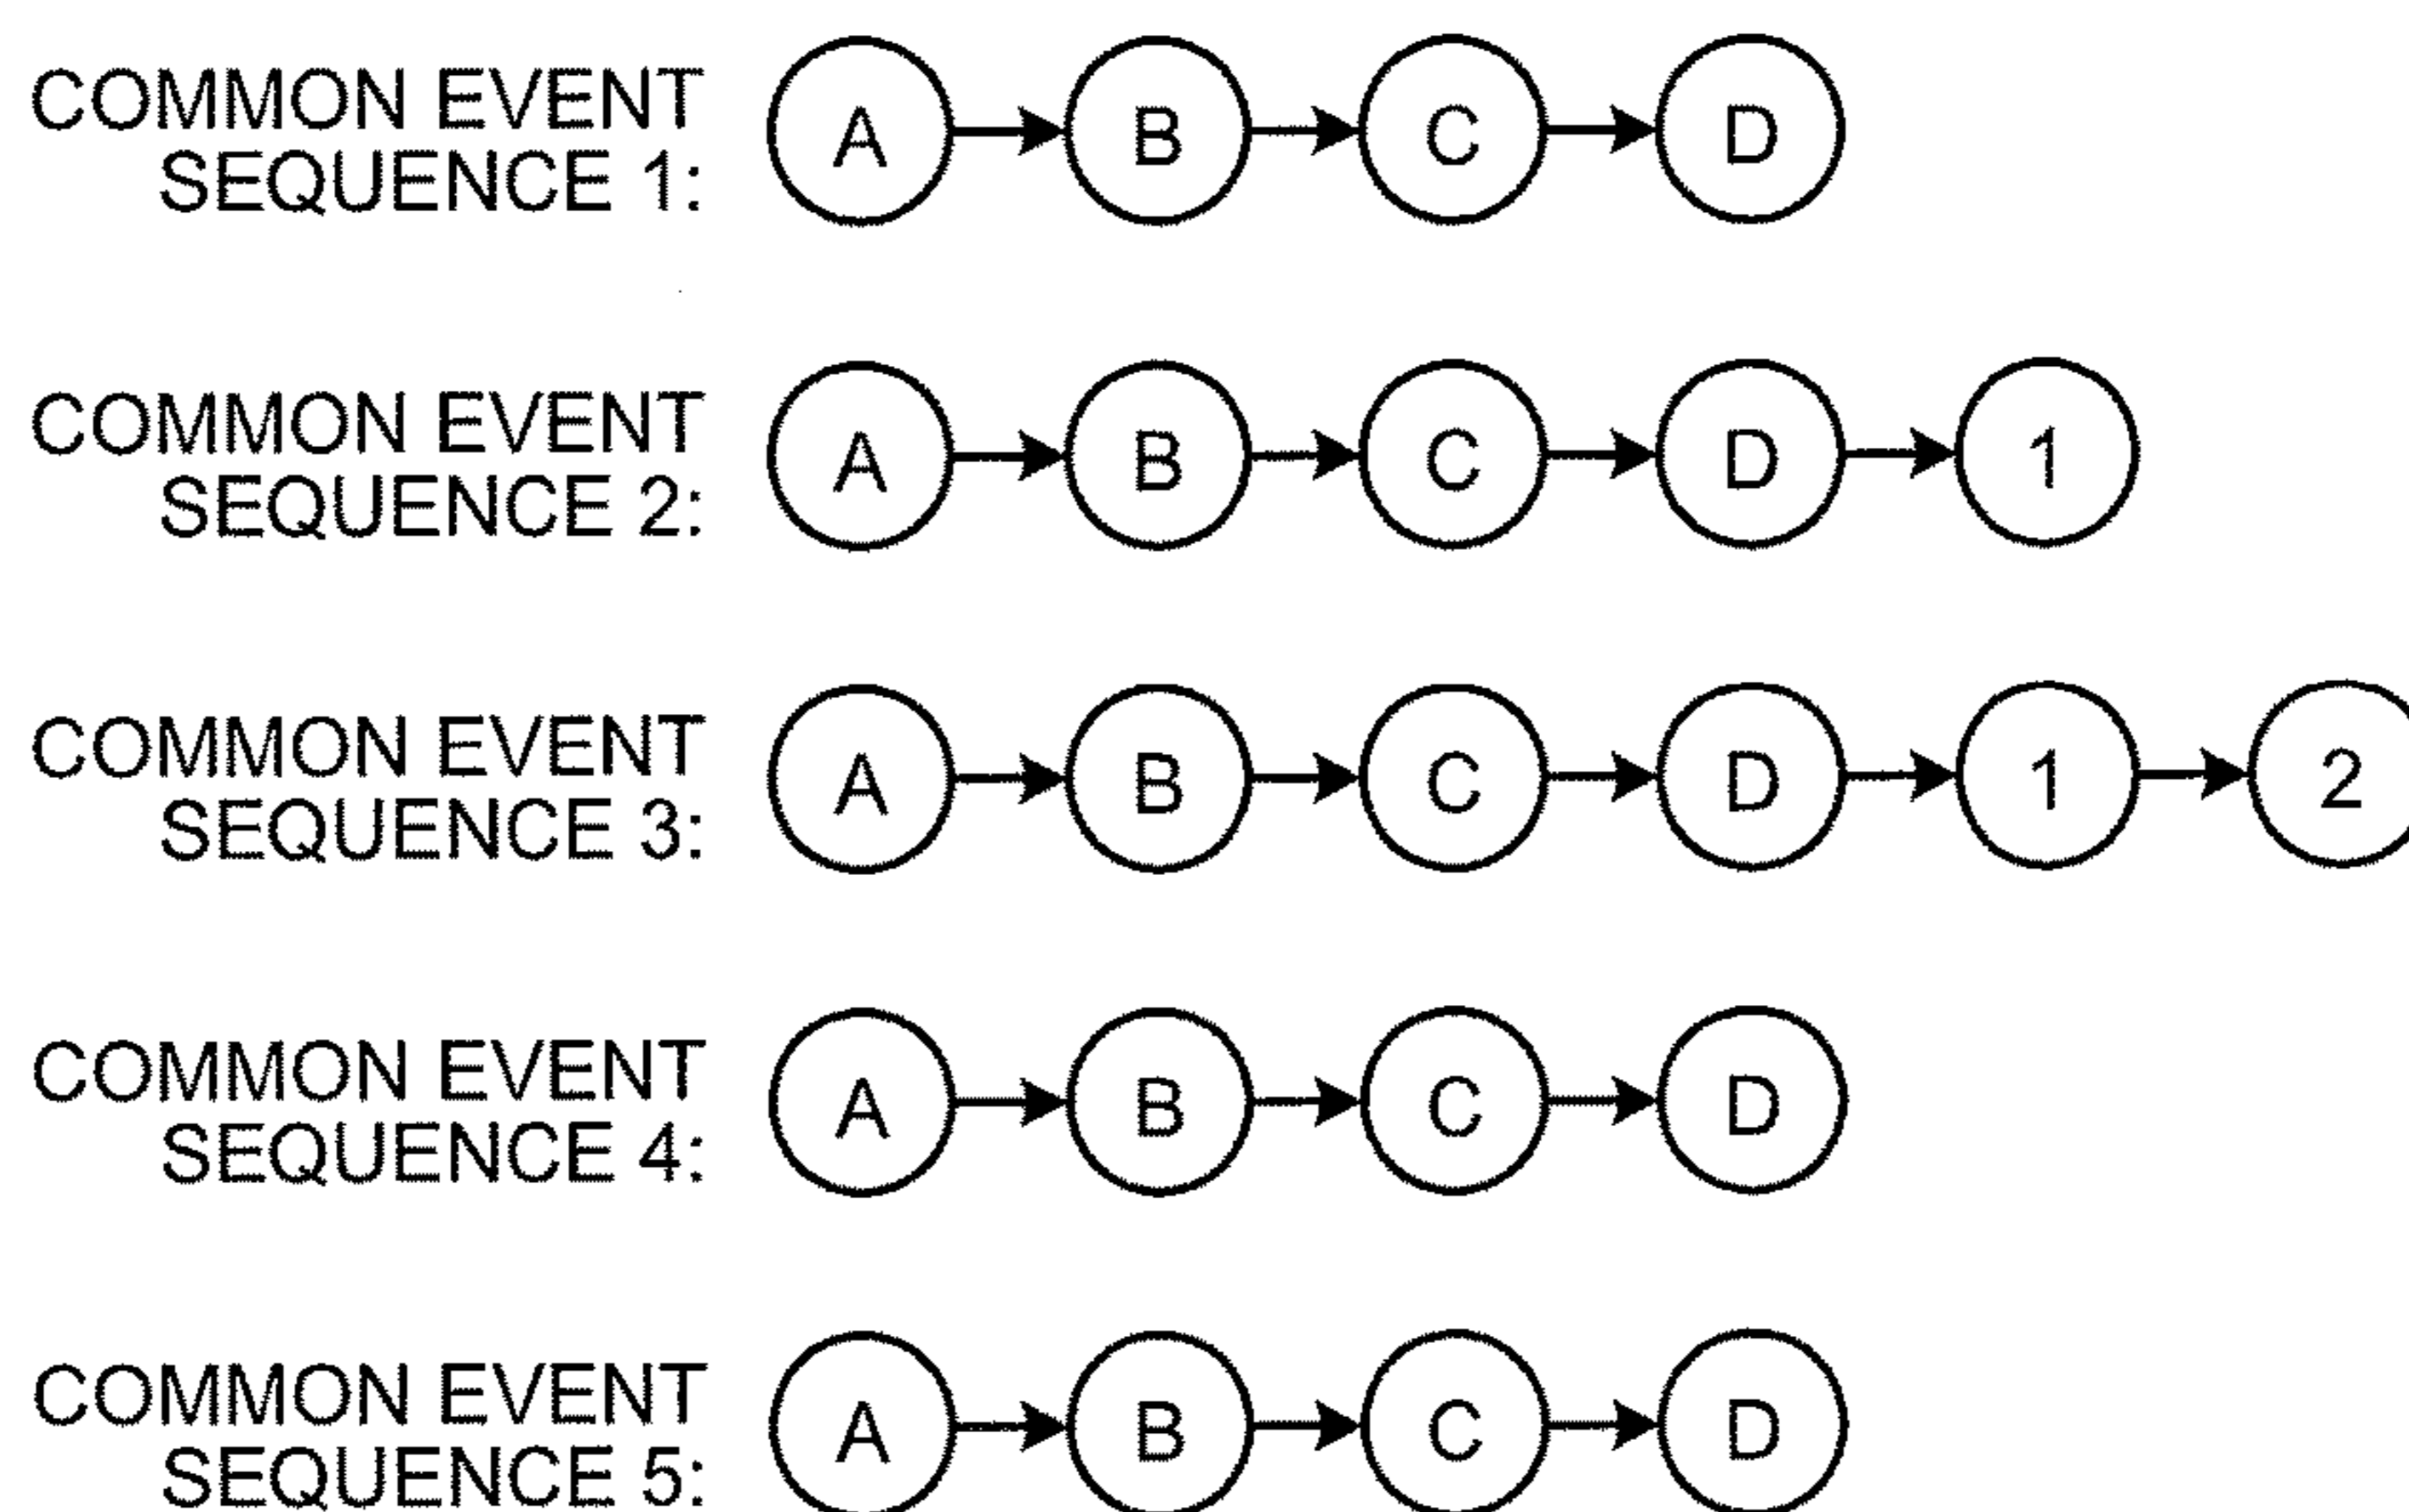 COMMON EVENT
SEQUENCE 1:
A B C D
COMMON EVENT
SEQUENCE 2:
A B C D 1
COMMON EVENT
SEQUENCE 3:
A B C D 1 2
COMMON EVENT
SEQUENCE 4:
A B C D
COMMON EVENT
SEQUENCE 5:
A B C D